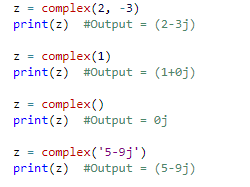 z = complex(2, -3)
print(z)  #Output = (2-3j)
z = complex(1)
print(z)  #Output = (1+0j)
z = complex()
print(z)  #Output = 0j
z = complex('5-9j')
print(z)  #Output = (5-9j)